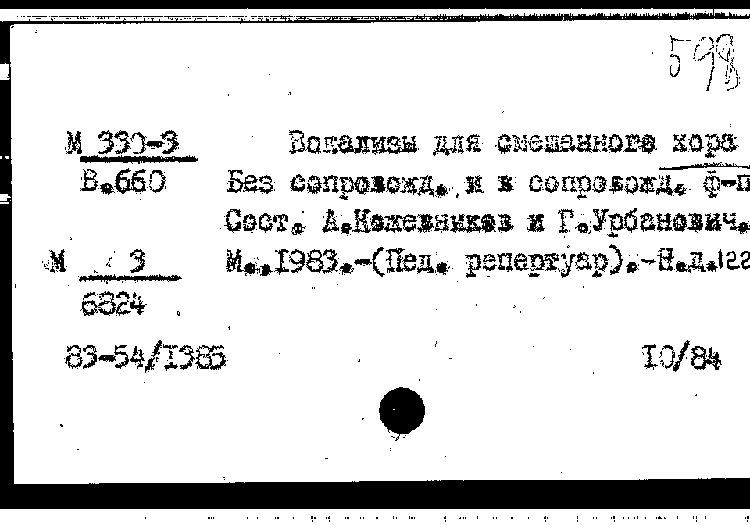 598
М 330-3 Вокализы для смешанного хора
В.660 Без сопровожд. и в сопровожд. ф-п
Сост. А.Кожевников и Г.Урбанович.
М 3 М.,1983.-(Пед. репертуар).-Н.д.122
6824
83-54/1385 10/84